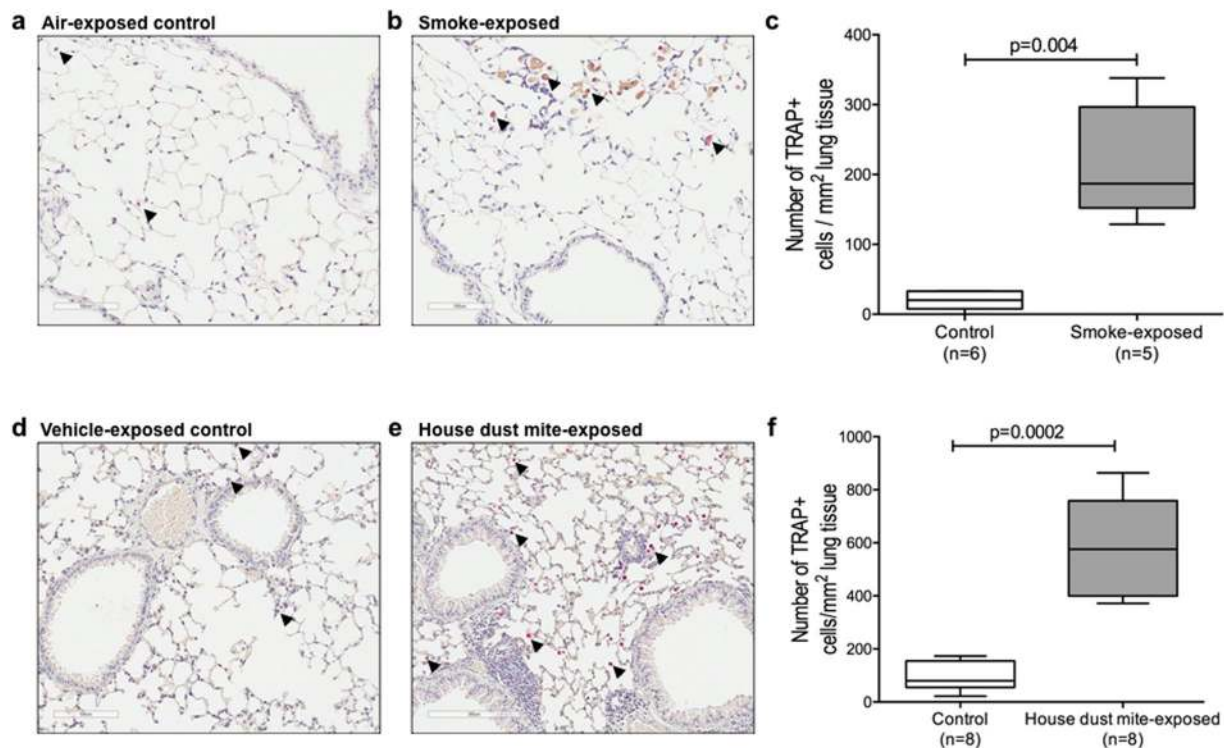 a Air-exposed control
b Smoke-exposed
c
Number of TRAP+
cells / mm² lung tissue
400
300
200
100
0
p=0.004
Control
(n=6)
Smoke-exposed
(n=5)
d Vehicle-exposed control
e House dust mite-exposed
f
Number of TRAP+
cells/mm² lung tissue
1000
800
600
400
200
0
p=0.0002
Control
(n=8)
House dust mite-exposed
(n=8)